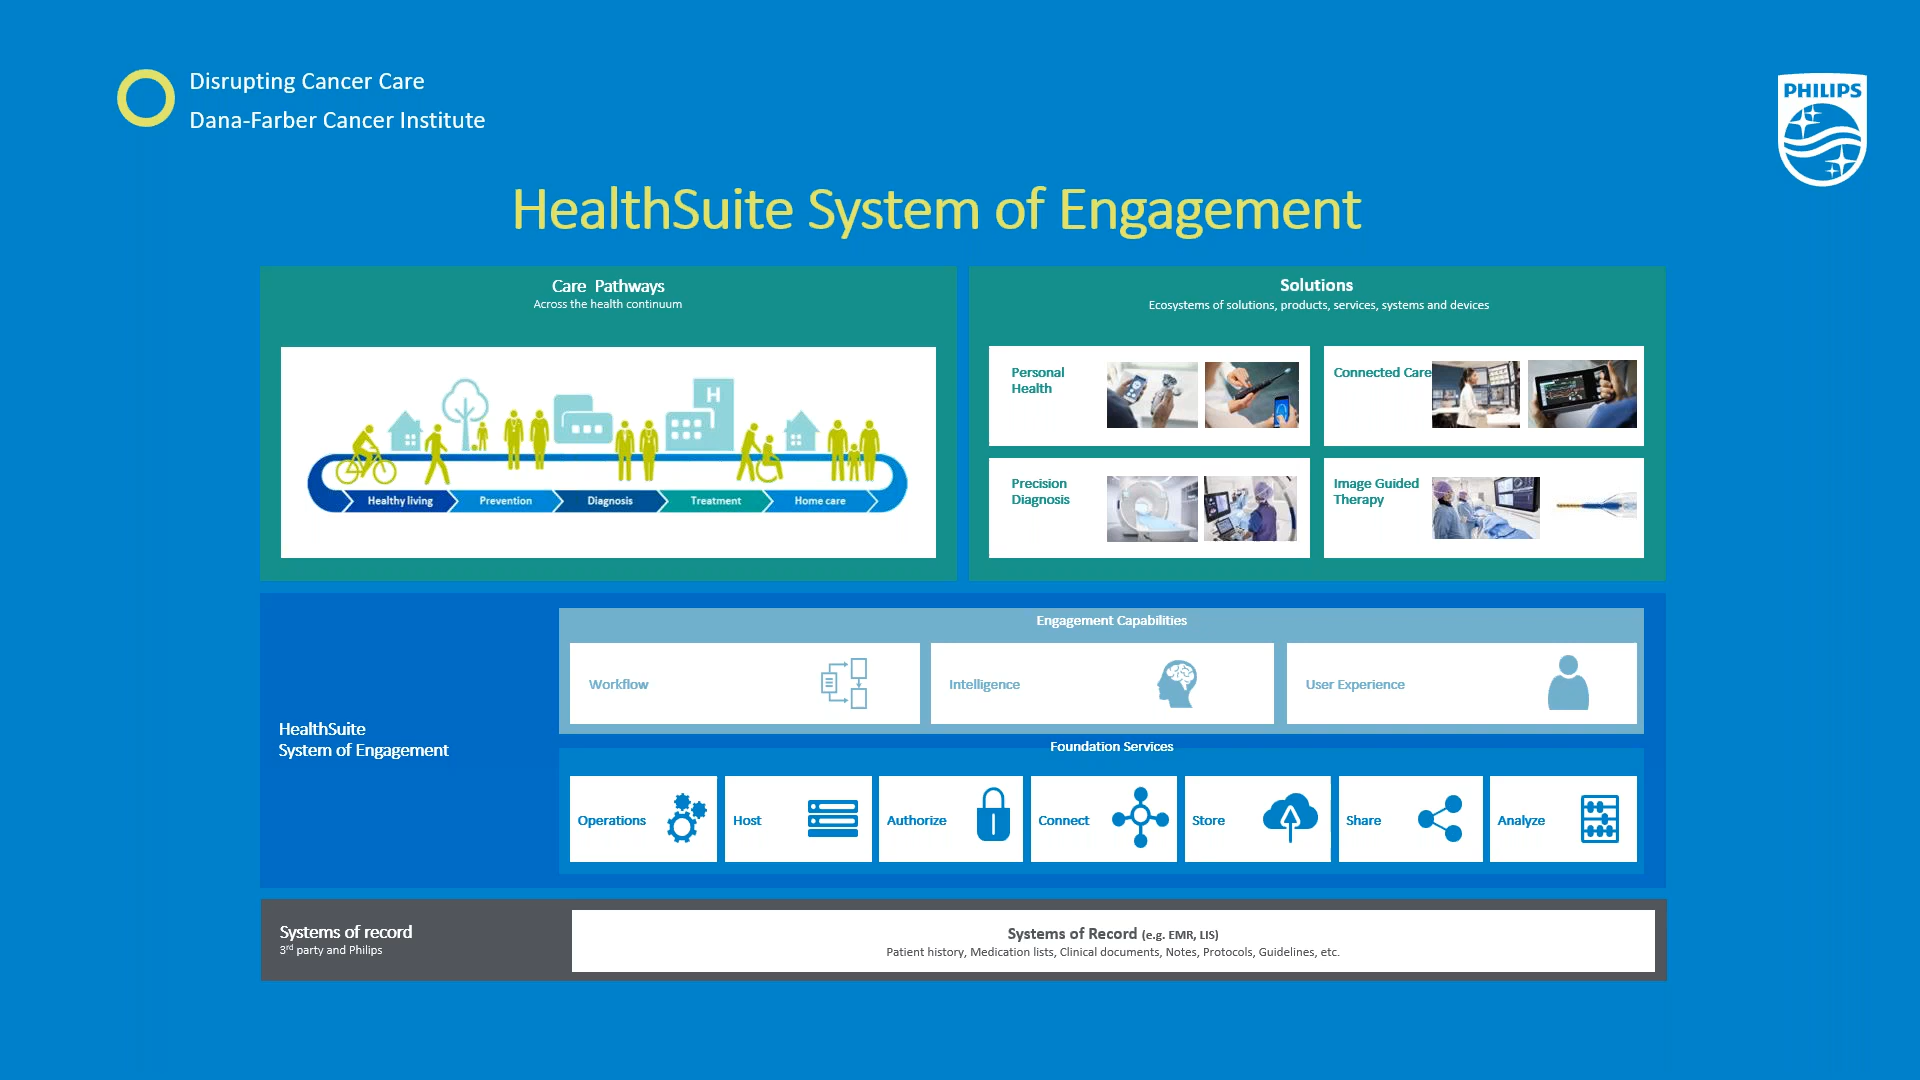 Disrupting Cancer Care
Dana-Farber Cancer Institute
PHILIPS
HealthSuite System of Engagement
Care Pathways
Across the health continuum
H
Healthy living
Prevention
Diagnosis
Treatment
Home care
Solutions
Ecosystems of solutions, products, services, systems and devices
Personal
Health
Connected Care
Precision
Diagnosis
Image Guided
Therapy
HealthSuite
System of Engagement
Engagement Capabilities
Workflow
Intelligence
User Experience
Foundation Services
Operations
Host
Authorize
Connect
Store
Share
Analyze
Systems of record
3rd party and Philips
Systems of Record (e.g. EMR, LIS)
Patient history, Medication lists, Clinical documents, Notes, Protocols, Guidelines, etc.